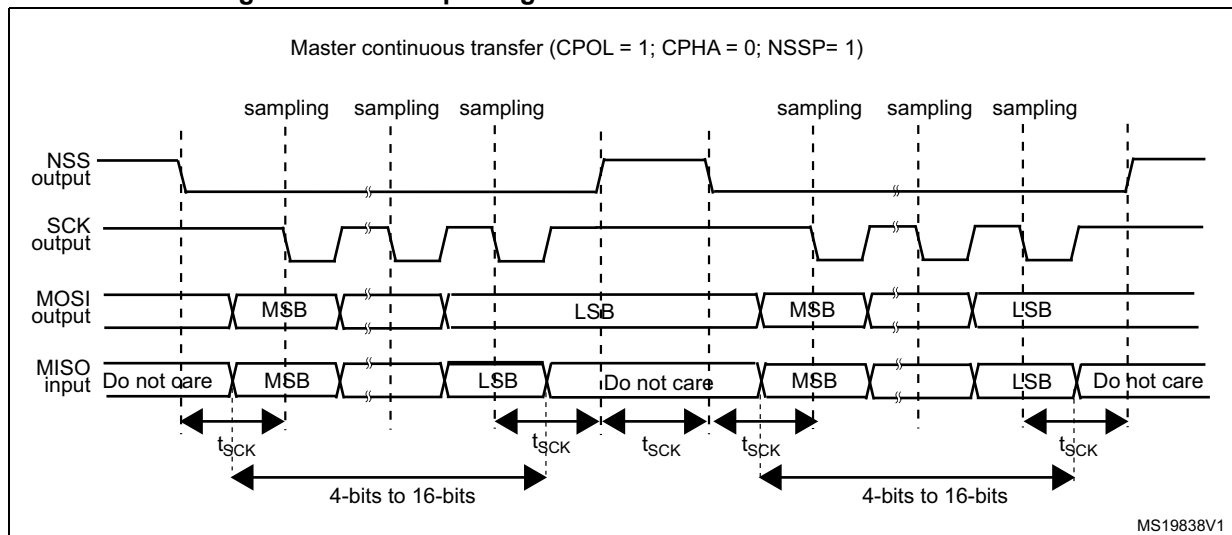 Master continuous transfer (CPOL = 1; CPHA = 0; NSSP= 1)
sampling sampling sampling sampling sampling sampling
NSS
output
SCK
output
MOSI
output
MSB LSB MSB LSB
MISO
input
Do not care MSB LSB Do not care MSB LSB Do not care
tSCK tSCK tSCK tSCK tSCK
4-bits to 16-bits 4-bits to 16-bits
MS19838V1